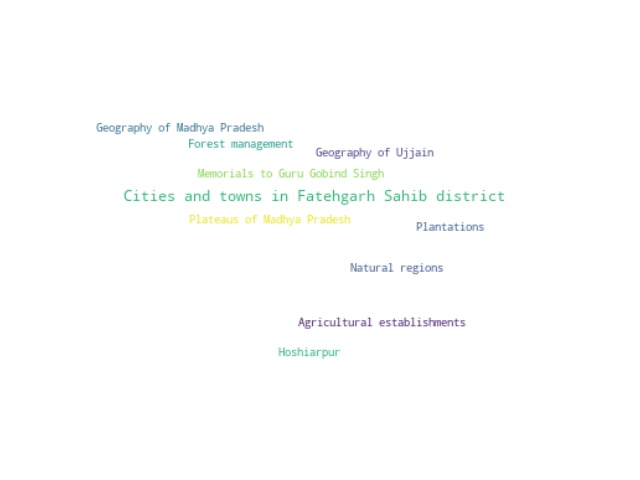 Geography of Madhya Pradesh
Forest management
Geography of Ujjain
Memorials to Guru Gobind Singh
Cities and towns in Fatehgarh Sahib district
Plateaus of Madhya Pradesh
Plantations
Natural regions
Agricultural establishments
Hoshiarpur